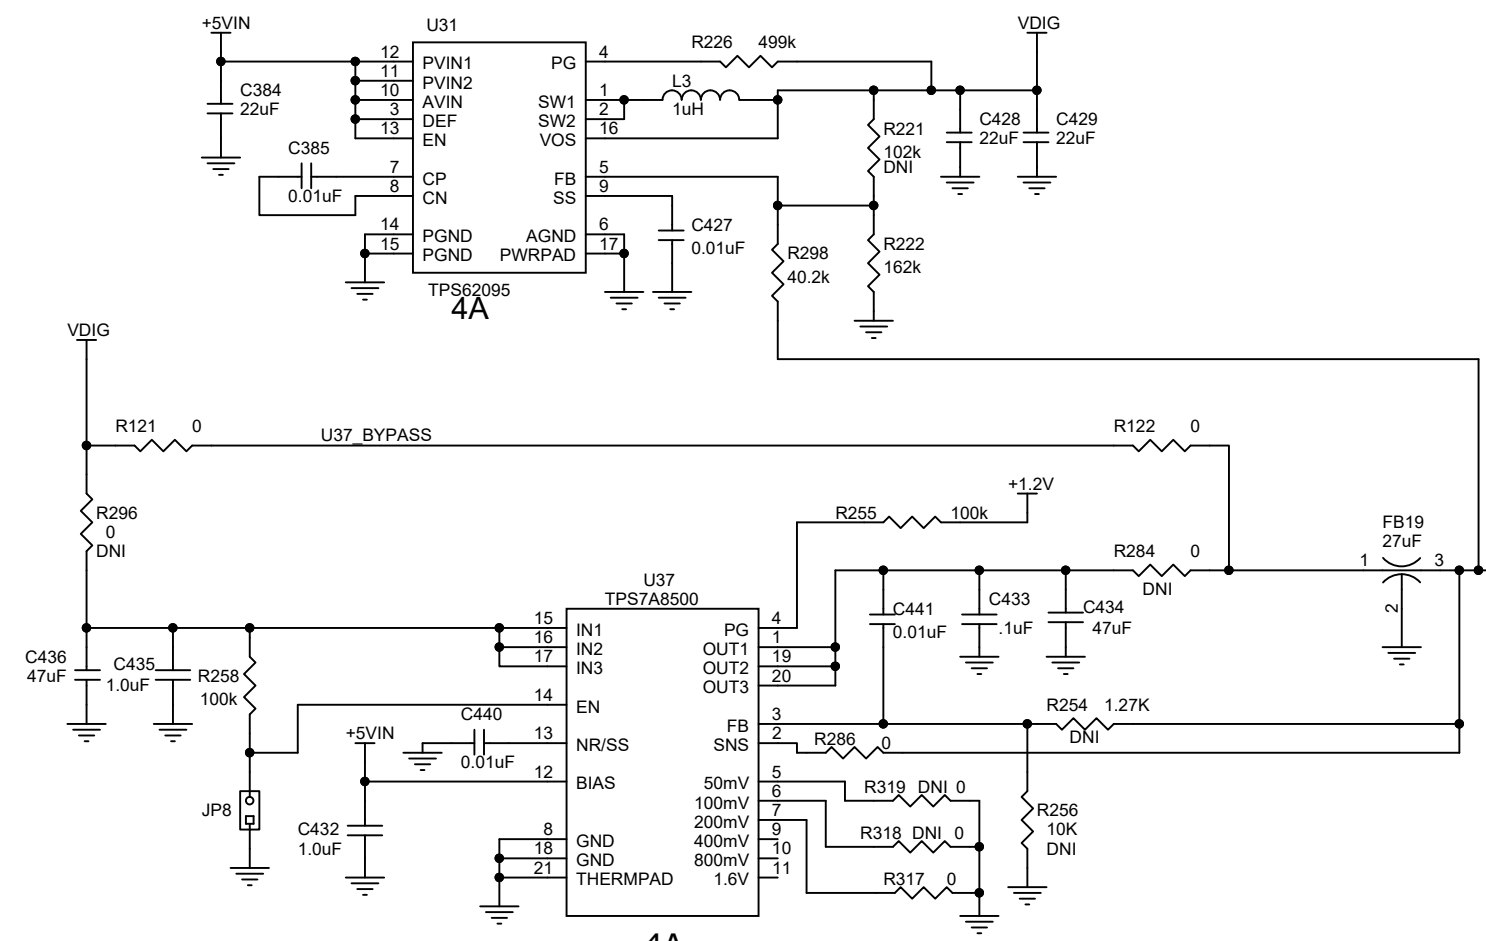 +5VIN
U31
VDIG
R226 499k
C384
22uF
12
11
10
3
13
PVIN1
PVIN2
AVIN
DEF
EN
PG
SW1
SW2
VOS
4
1
2
16
L3
1uH
R221
102k
DNI
C428
22uF
C429
22uF
C385
0.01uF
7
8
CP
CN
FB
SS
5
9
14
15
PGND
PGND
AGND
PWRPAD
6
17
C427
0.01uF
R298
40.2k
R222
162k
TPS62095
4A
VDIG
R121 0
U37_BYPASS
R122 0
R296
0
DNI
+1.2V
R255 100k
R284 0
DNI
FB19
27uF
1
3
2
U37
TPS7A8500
C436
47uF
C435
1.0uF
R258
100k
15
16
17
IN1
IN2
IN3
PG
OUT1
OUT2
OUT3
4
1
19
20
C441
0.01uF
C433
.1uF
C434
47uF
14
EN
C440
0.01uF
13
NR/SS
+5VIN
12
BIAS
FB
SNS
3
2
R254 1.27K
DNI
R286 0
JP8
C432
1.0uF
8
18
21
GND
GND
THERMPAD
50mV
100mV
200mV
400mV
800mV
1.6V
5
6
7
9
10
11
R319 DNI 0
R318 DNI 0
R317 0
R256
10K
DNI
4A